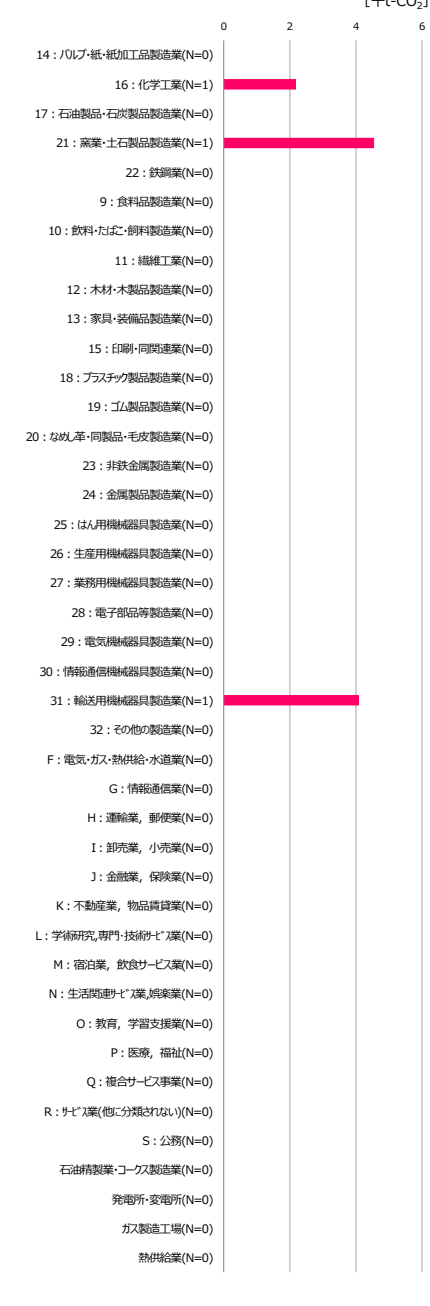 [千t-CO₂]
0 2 4 6
14：パルプ・紙・紙加工品製造業(N=0)
16：化学工業(N=1)
17：石油製品・石炭製品製造業(N=0)
21：窯業・土石製品製造業(N=1)
22：鉄鋼業(N=0)
9：食料品製造業(N=0)
10：飲料・たばこ・飼料製造業(N=0)
11：繊維工業(N=0)
12：木材・木製品製造業(N=0)
13：家具・装備品製造業(N=0)
15：印刷・同関連業(N=0)
18：プラスチック製品製造業(N=0)
19：ゴム製品製造業(N=0)
20：なめし革・同製品・毛皮製造業(N=0)
23：非鉄金属製造業(N=0)
24：金属製品製造業(N=0)
25：はん用機械器具製造業(N=0)
26：生産用機械器具製造業(N=0)
27：業務用機械器具製造業(N=0)
28：電子部品等製造業(N=0)
29：電気機械器具製造業(N=0)
30：情報通信機械器具製造業(N=0)
31：輸送用機械器具製造業(N=1)
32：その他の製造業(N=0)
F：電気・ガス・熱供給・水道業(N=0)
G：情報通信業(N=0)
H：運輸業，郵便業(N=0)
I：卸売業，小売業(N=0)
J：金融業，保険業(N=0)
K：不動産業，物品賃貸業(N=0)
L：学術研究,専門・技術ｻｰﾋﾞｽ業(N=0)
M：宿泊業，飲食サービス業(N=0)
N：生活関連ｻｰﾋﾞｽ業,娯楽業(N=0)
O：教育，学習支援業(N=0)
P：医療，福祉(N=0)
Q：複合サービス事業(N=0)
R：ｻｰﾋﾞｽ業(他に分類されない)(N=0)
S：公務(N=0)
石油精製業・コークス製造業(N=0)
発電所・変電所(N=0)
ガス製造工場(N=0)
熱供給業(N=0)